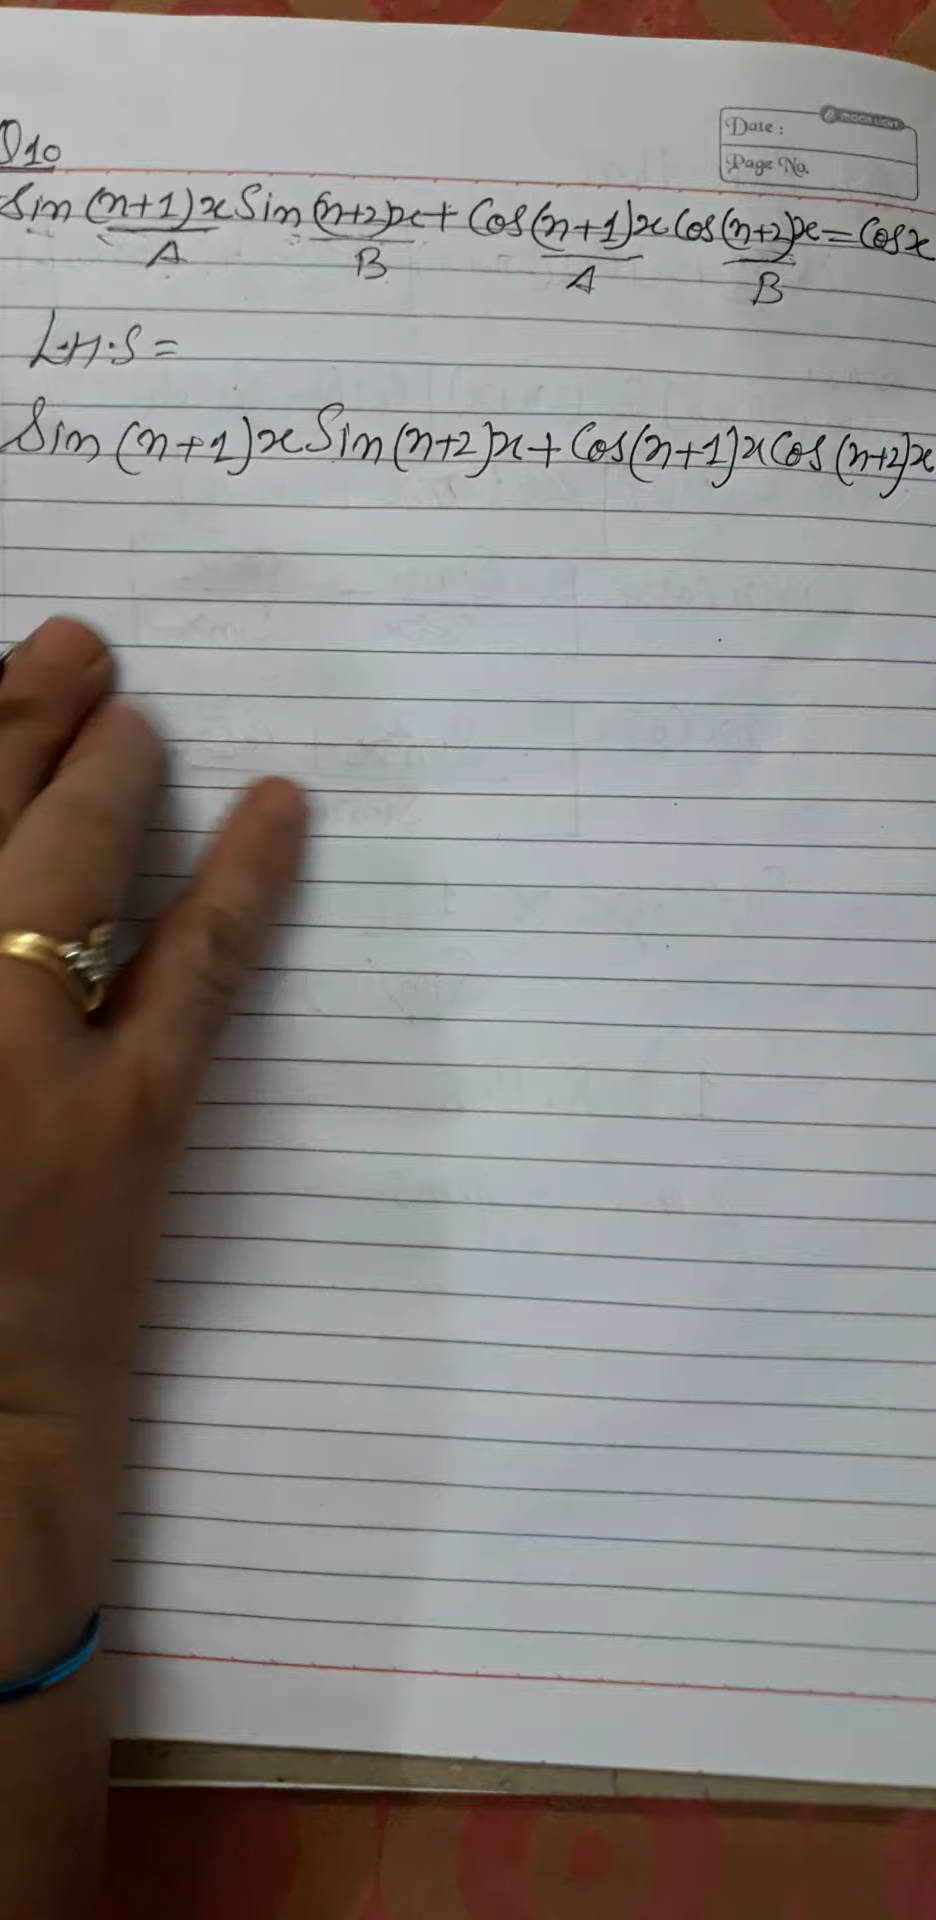 Q10
Date :
Page No.
Sin (n+1)x Sin (n+2)x + Cos(n+1)x Cos(n+2)x = Cosx
A B A B
L.H.S =
Sin (n+1)x Sin (n+2)x + Cos(n+1)x Cos (n+2)x